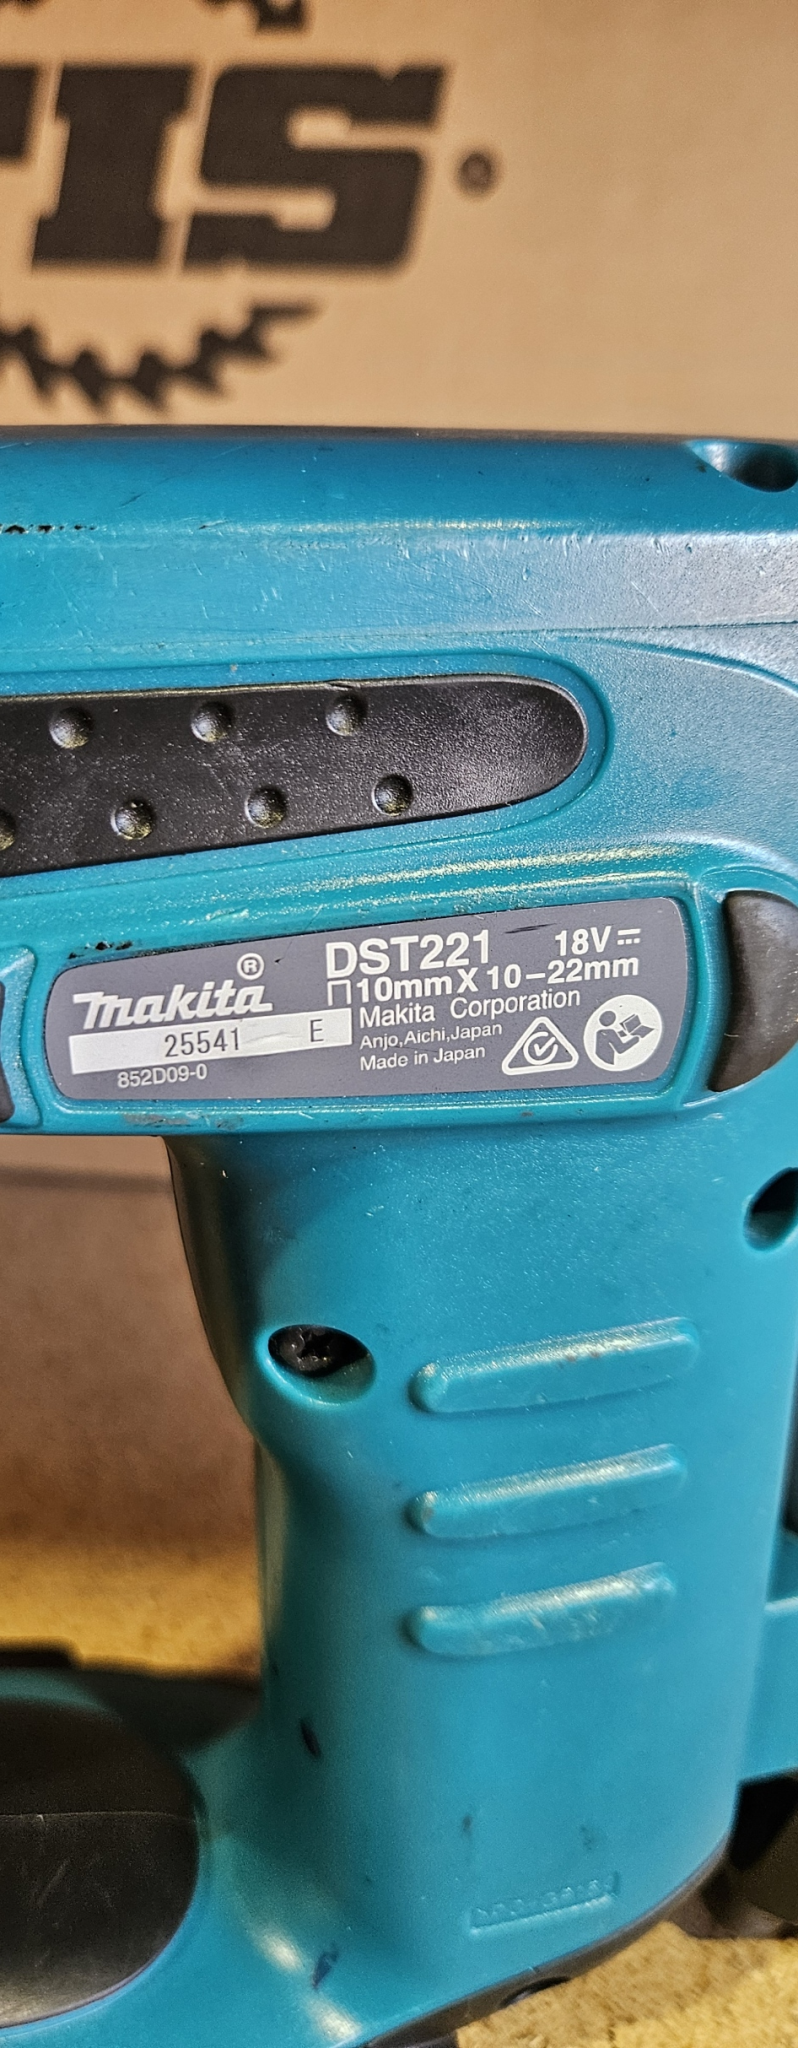 TIS®
makita®
25541 E
852D09-0
DST221 18V
10mm X 10-22mm
Makita Corporation
Anjo,Aichi,Japan
Made in Japan